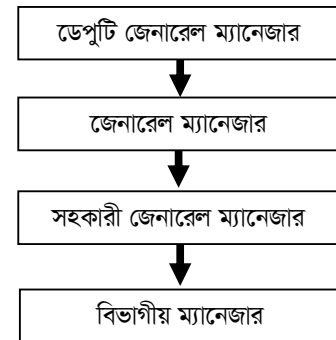 ডেপুটি জেনারেল ম্যানেজার
জেনারেল ম্যানেজার
সহকারী জেনারেল ম্যানেজার
বিভাগীয় ম্যানেজার